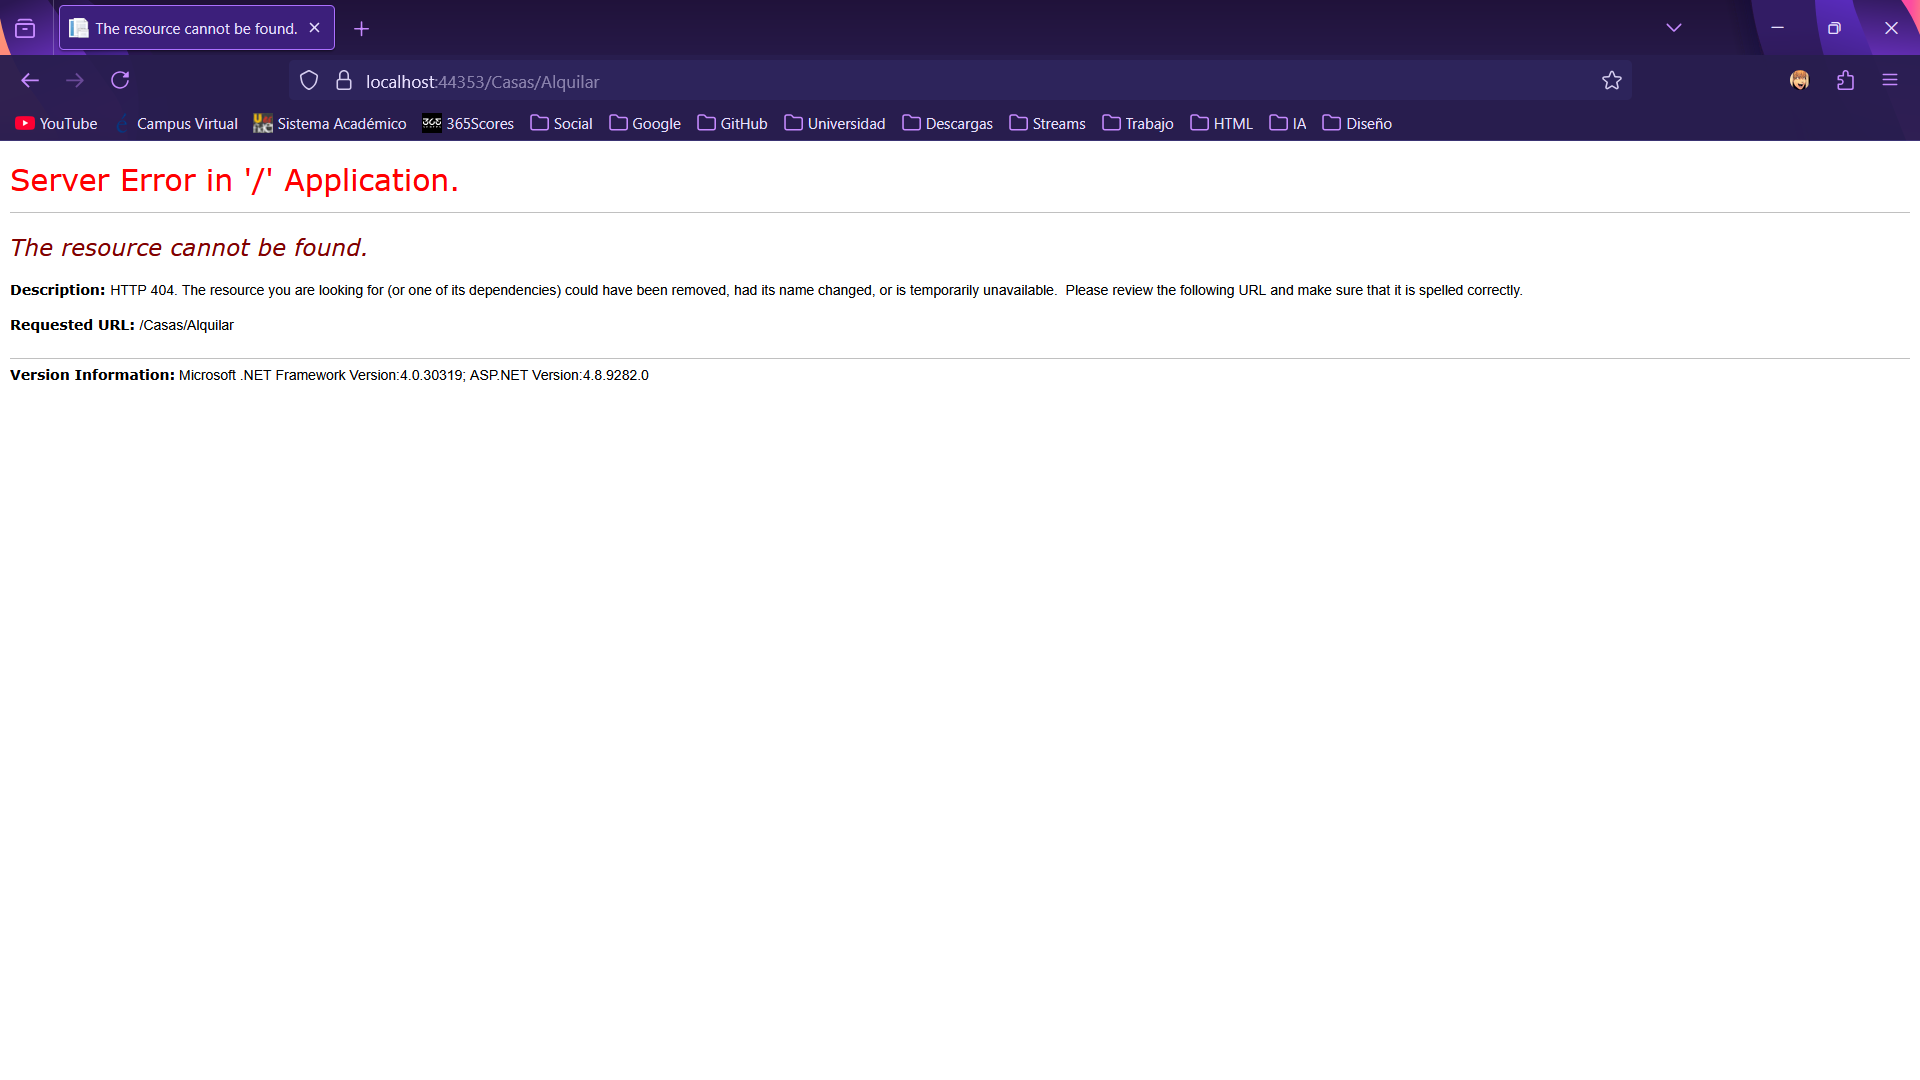 The resource cannot be found.
localhost:44353/Casas/Alquilar
YouTube Campus Virtual Sistema Académico 365Scores Social Google GitHub Universidad Descargas Streams Trabajo HTML IA Diseño
Server Error in '/' Application.
The resource cannot be found.
Description: HTTP 404. The resource you are looking for (or one of its dependencies) could have been removed, had its name changed, or is temporarily unavailable.  Please review the following URL and make sure that it is spelled correctly.
Requested URL: /Casas/Alquilar
Version Information: Microsoft .NET Framework Version:4.0.30319; ASP.NET Version:4.8.9282.0